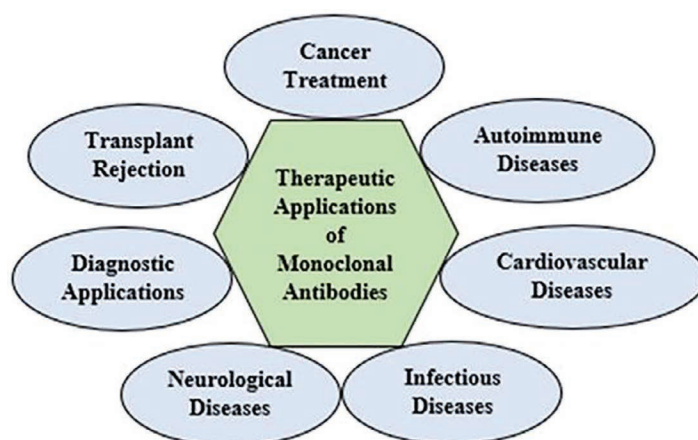 Cancer
Treatment
Transplant
Rejection
Autoimmune
Diseases
Therapeutic
Applications
of
Monoclonal
Antibodies
Diagnostic
Applications
Cardiovascular
Diseases
Neurological
Diseases
Infectious
Diseases